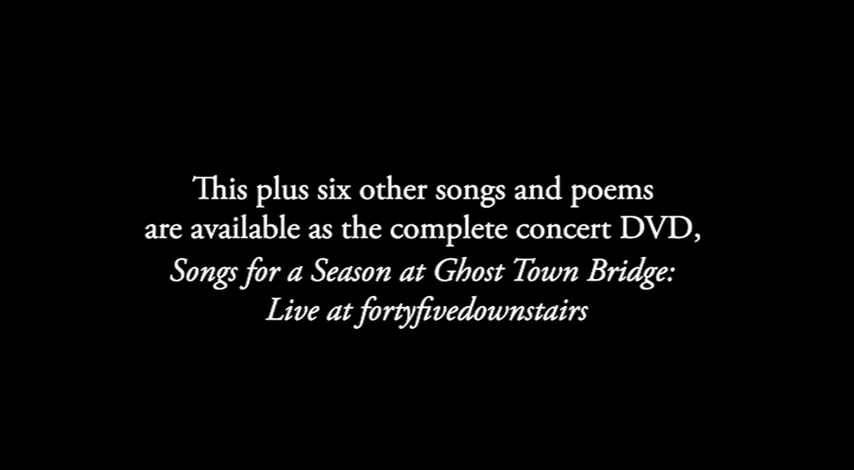 This plus six other songs and poems
are available as the complete concert DVD,
Songs for a Season at Ghost Town Bridge:
Live at fortyfivedownstairs